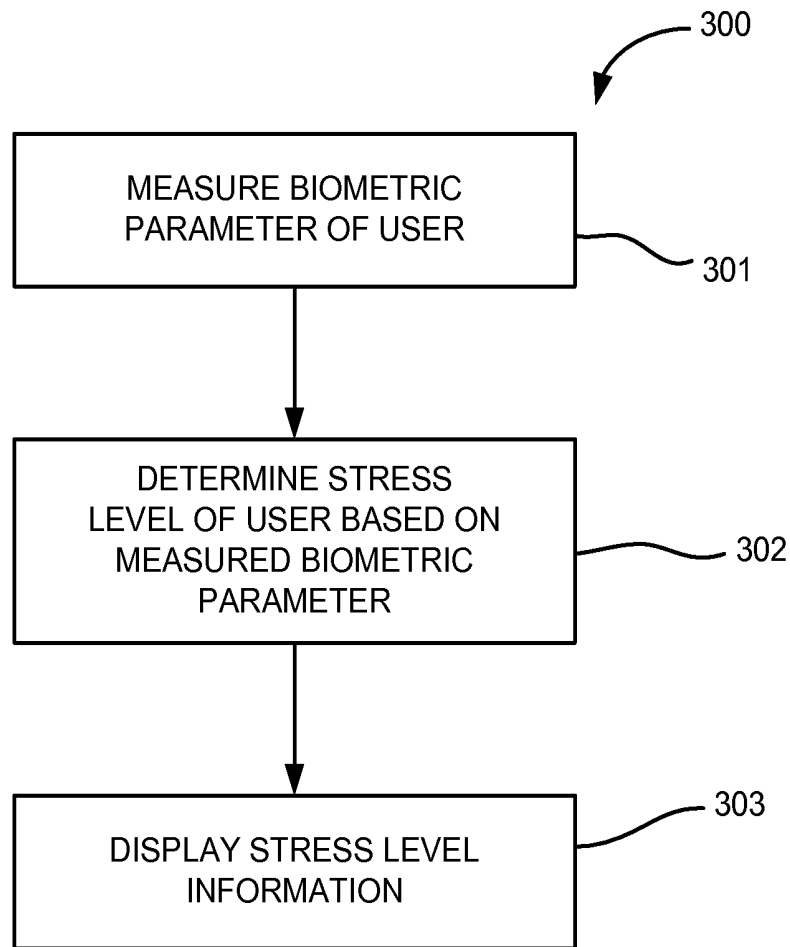 300
MEASURE BIOMETRIC
PARAMETER OF USER
301
DETERMINE STRESS
LEVEL OF USER BASED ON
MEASURED BIOMETRIC
PARAMETER
302
303
DISPLAY STRESS LEVEL
INFORMATION